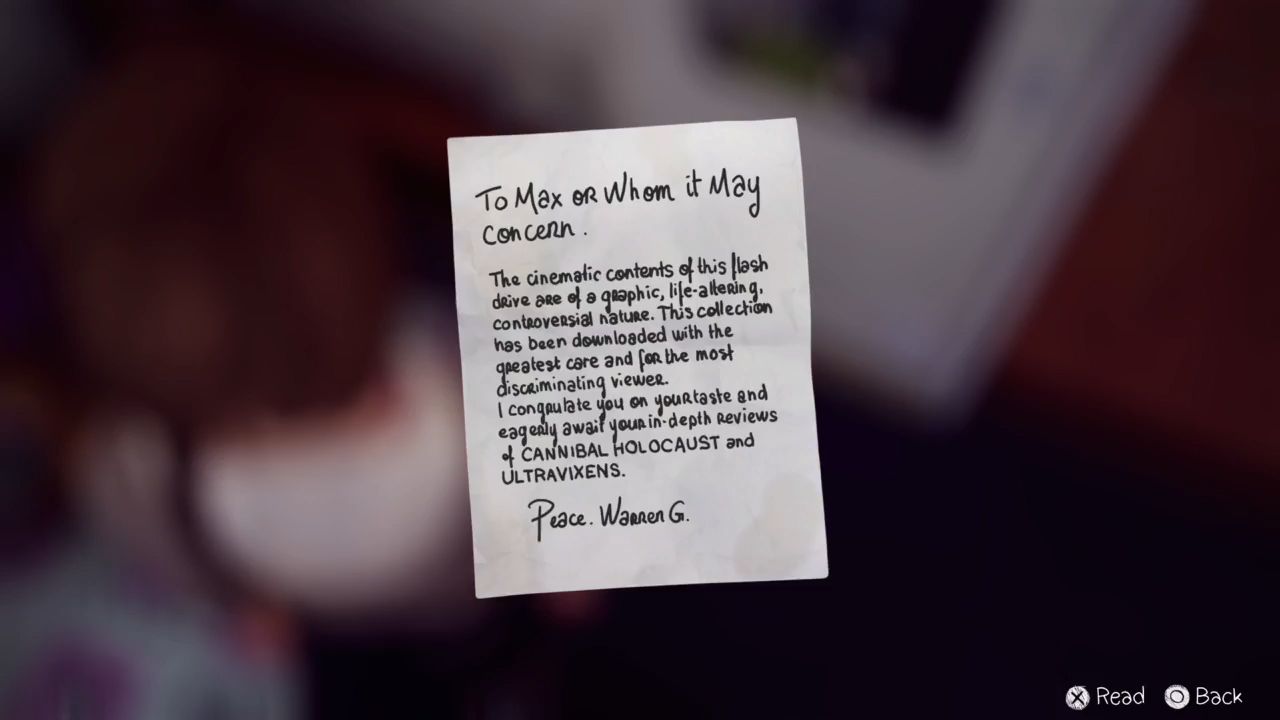 To Max or Whom it May
Concern.
The cinematic contents of this flash
drive are of a graphic, life-altering,
controversial nature. This collection
has been downloaded with the
greatest care and for the most
discriminating viewer.
I congrulate you on your taste and
eagerly await your in-depth reviews
of CANNIBAL HOLOCAUST and
ULTRAVIXENS.
Peace. Warren G.
Read Back